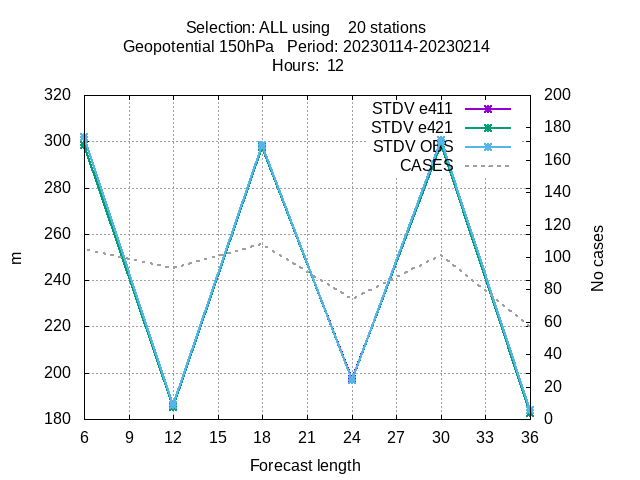 Selection: ALL using 20 stations
Geopotential 150hPa Period: 20230114-20230214
Hours: 12
320
300
280
260
240
220
200
180
200
180
160
140
120
100
80
60
40
20
0
m
No cases
STDV e411
STDV e421
STDV OBS
CASES
6 9 12 15 18 21 24 27 30 33 36
Forecast length